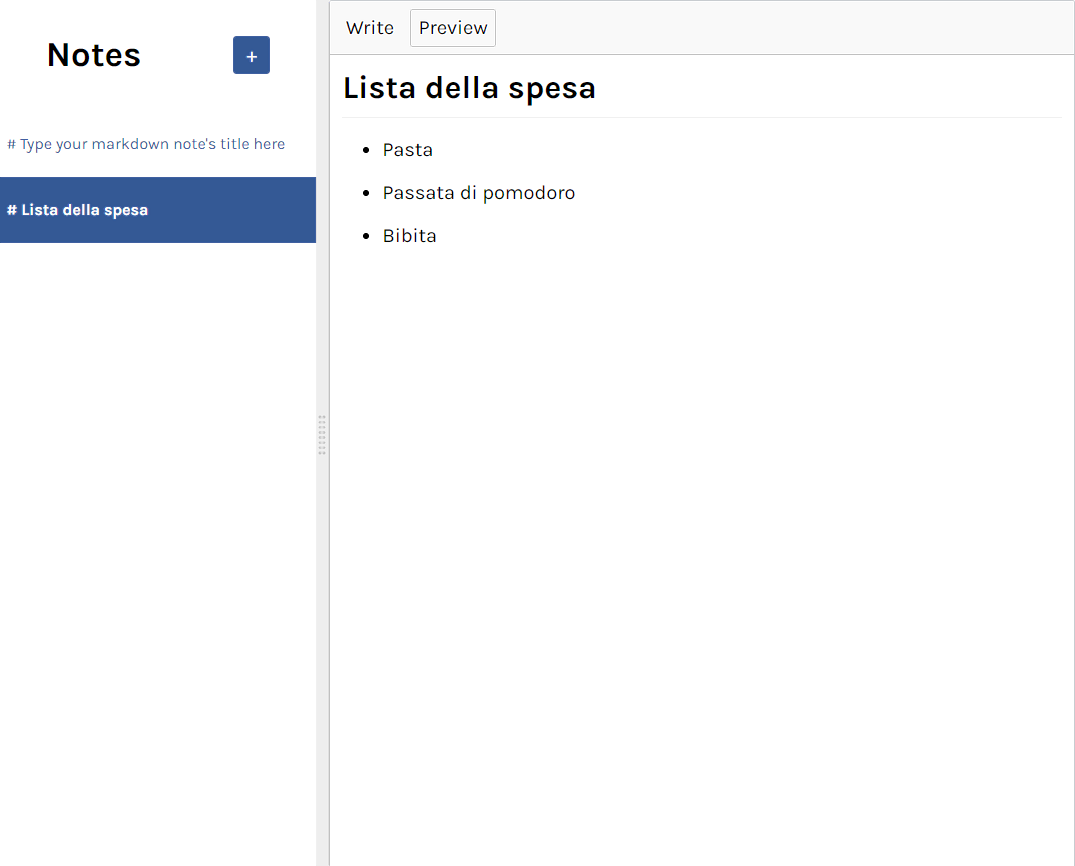 Notes
+
# Type your markdown note's title here
# Lista della spesa
Write Preview
Lista della spesa
Pasta
Passata di pomodoro
Bibita